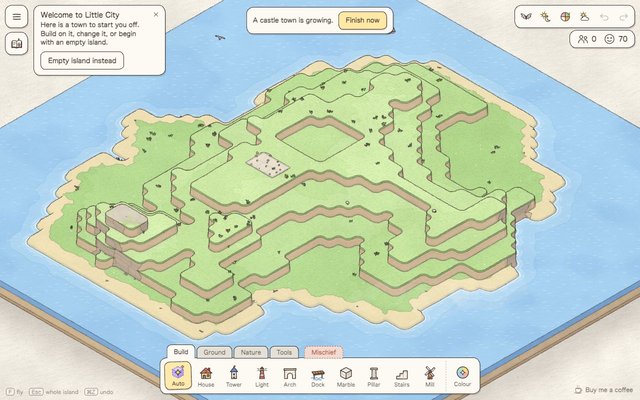 Welcome to Little City
Here is a town to start you off.
Build on it, change it, or begin
with an empty island.
Empty island instead
A castle town is growing.
Finish now
0
70
Build
Ground
Nature
Tools
Mischief
Auto
House
Tower
Light
Arch
Dock
Marble
Pillar
Stairs
Mill
Colour
F fly
Esc whole island
⌘Z undo
Buy me a coffee